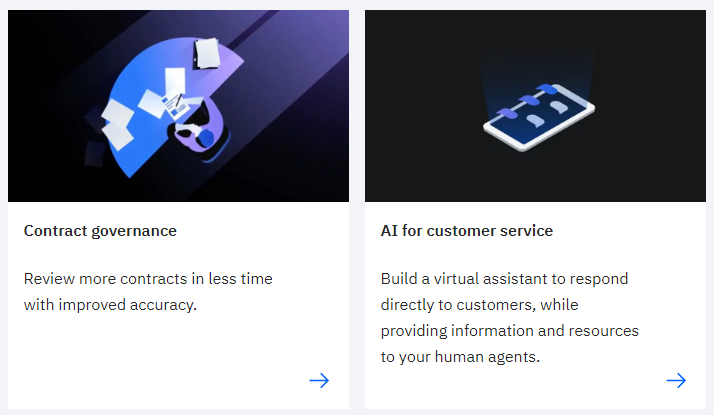 Contract governance
Review more contracts in less time
with improved accuracy.
AI for customer service
Build a virtual assistant to respond
directly to customers, while
providing information and resources
to your human agents.